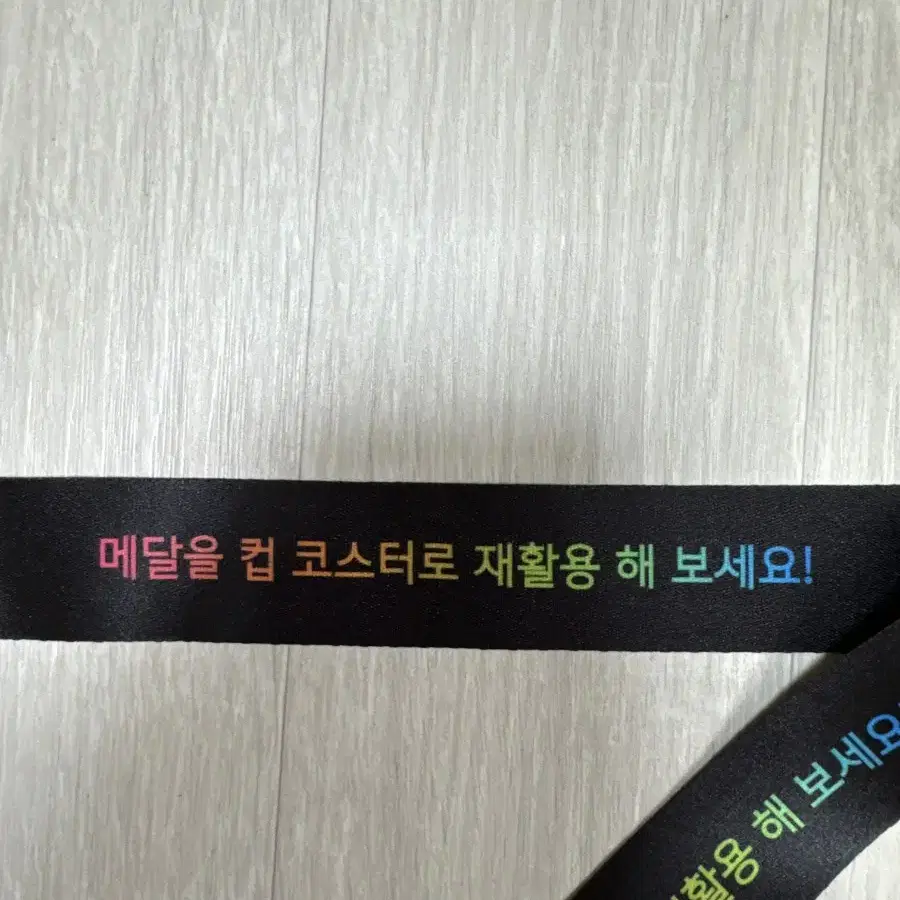 메달을 컵 코스터로 재활용 해 보세요!
활용 해 보세요